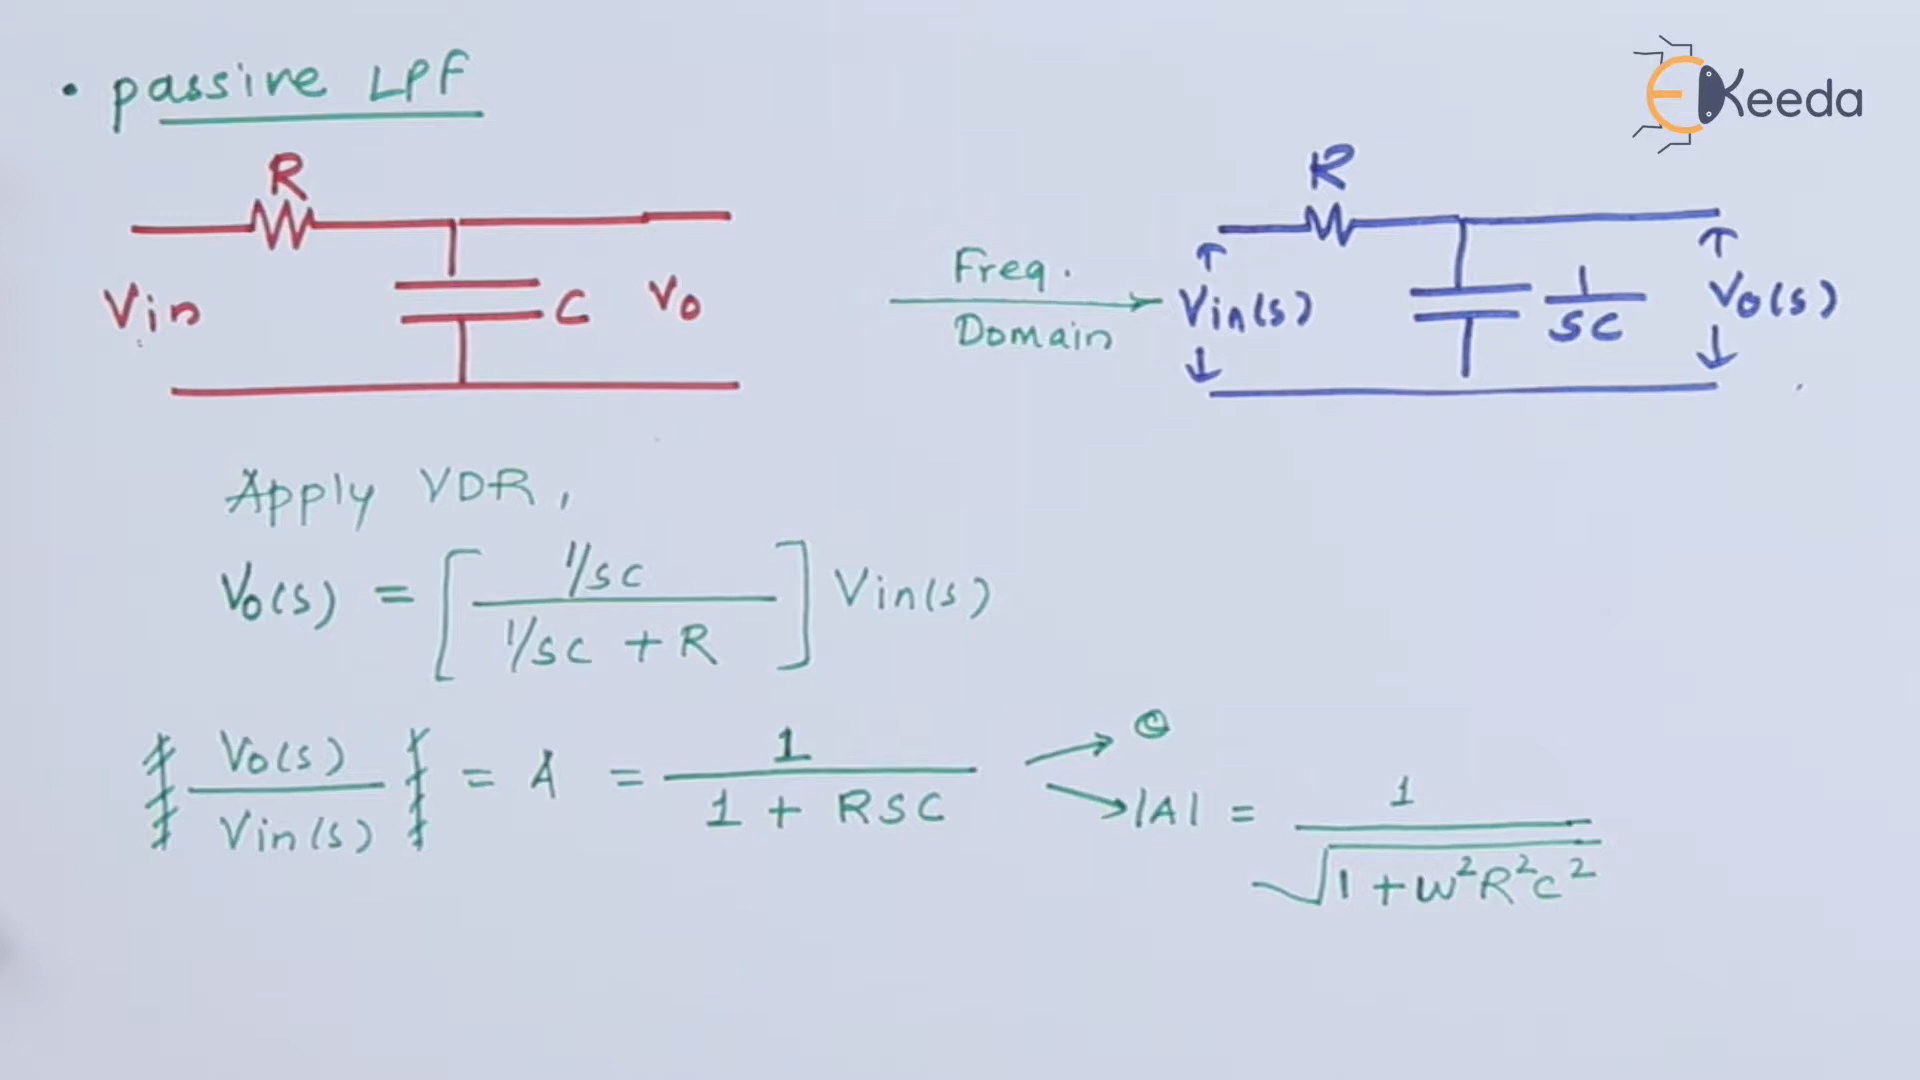 • passive LPF
EKeeda
R
Vin
C
Vo
Freq.
Domain
R
Vin(s)
1/SC
Vo(s)
Apply VDR,
Vo(s) = [ (1/SC) / (1/SC + R) ] Vin(s)
Vo(s)/Vin(s) = A = 1/(1 + RSC)
θ
|A| = 1/√(1 + ω²R²C²)